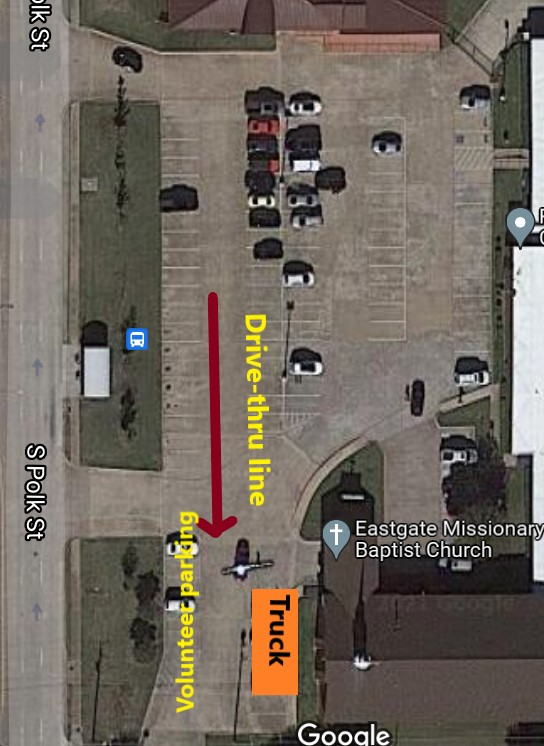 olk St
Drive-thru line
S Polk St
Volunteer parking
Eastgate Missionary
Baptist Church
Truck
Google